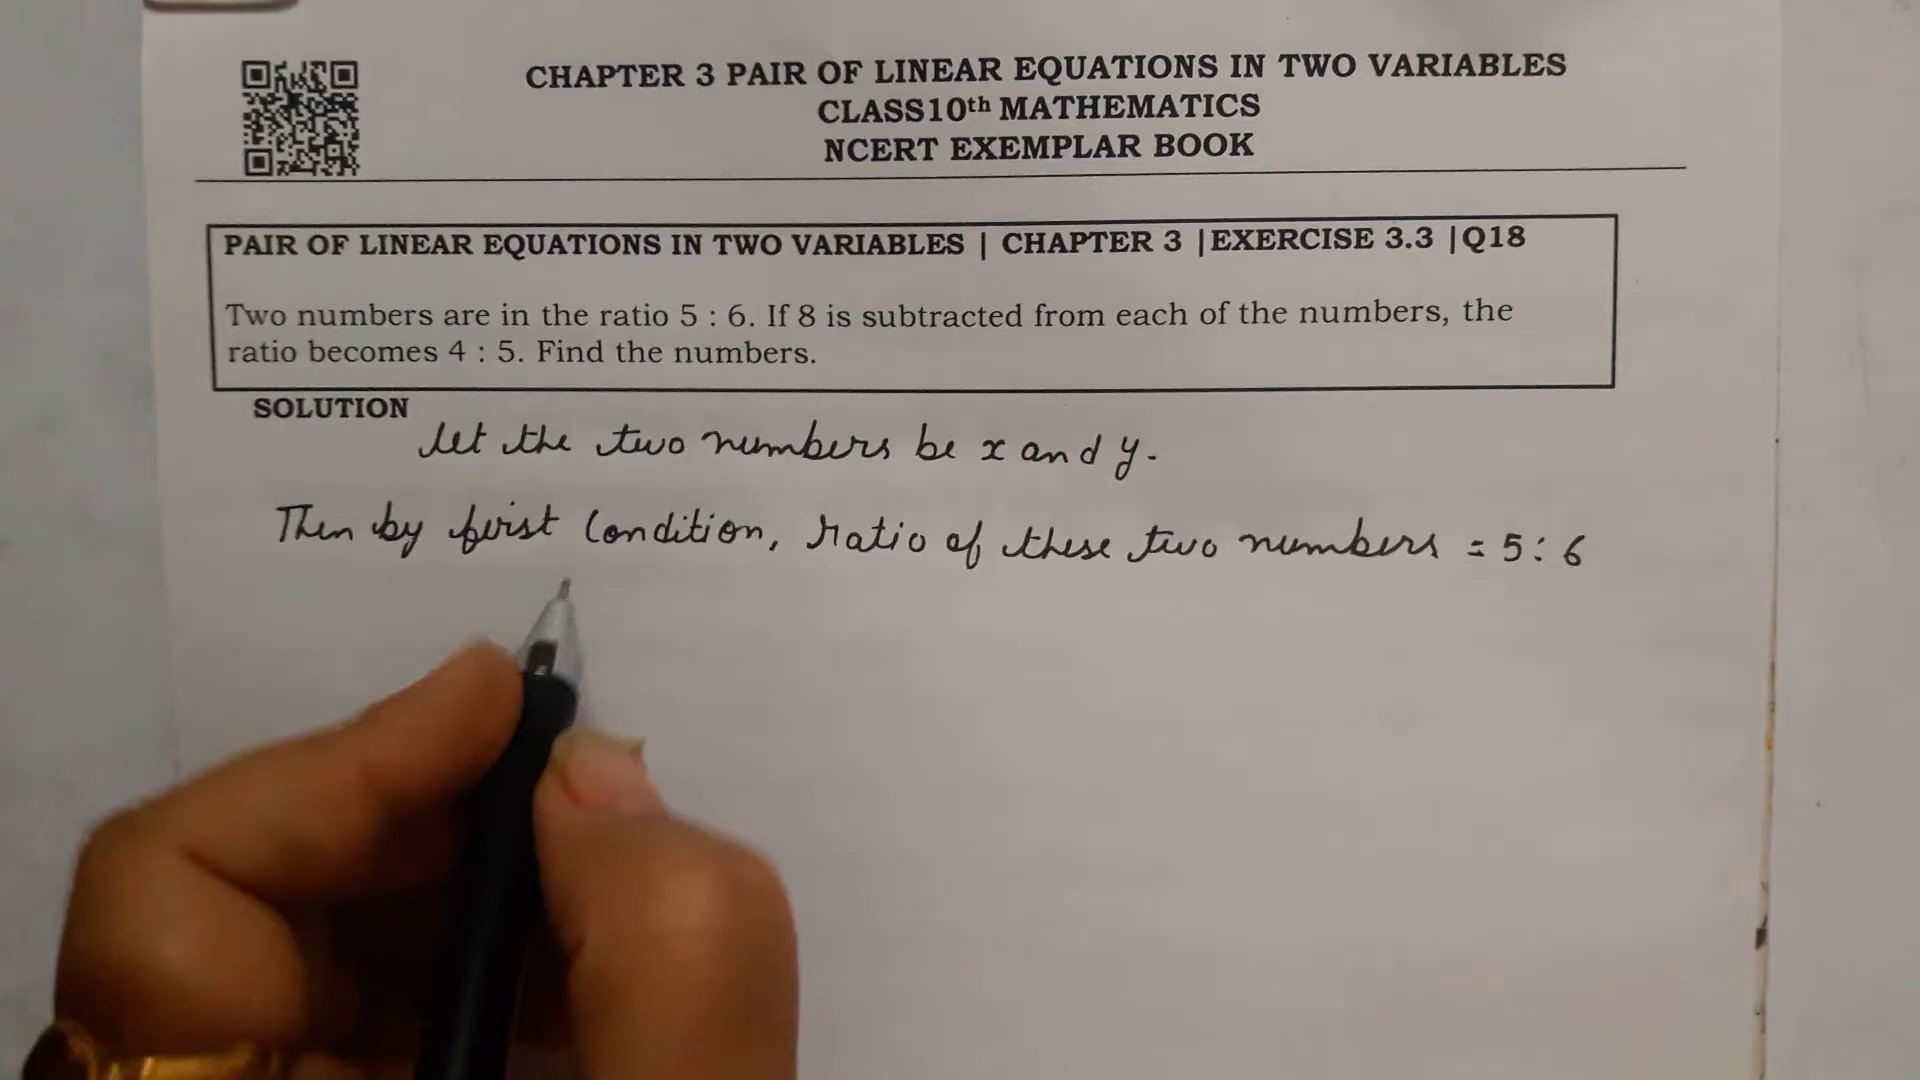 CHAPTER 3 PAIR OF LINEAR EQUATIONS IN TWO VARIABLES
CLASS10th MATHEMATICS
NCERT EXEMPLAR BOOK
PAIR OF LINEAR EQUATIONS IN TWO VARIABLES | CHAPTER 3 |EXERCISE 3.3 |Q18
Two numbers are in the ratio 5 : 6. If 8 is subtracted from each of the numbers, the
ratio becomes 4 : 5. Find the numbers.
SOLUTION
let the two numbers be x and y.
Then by first Condition, ratio of these two numbers = 5 : 6